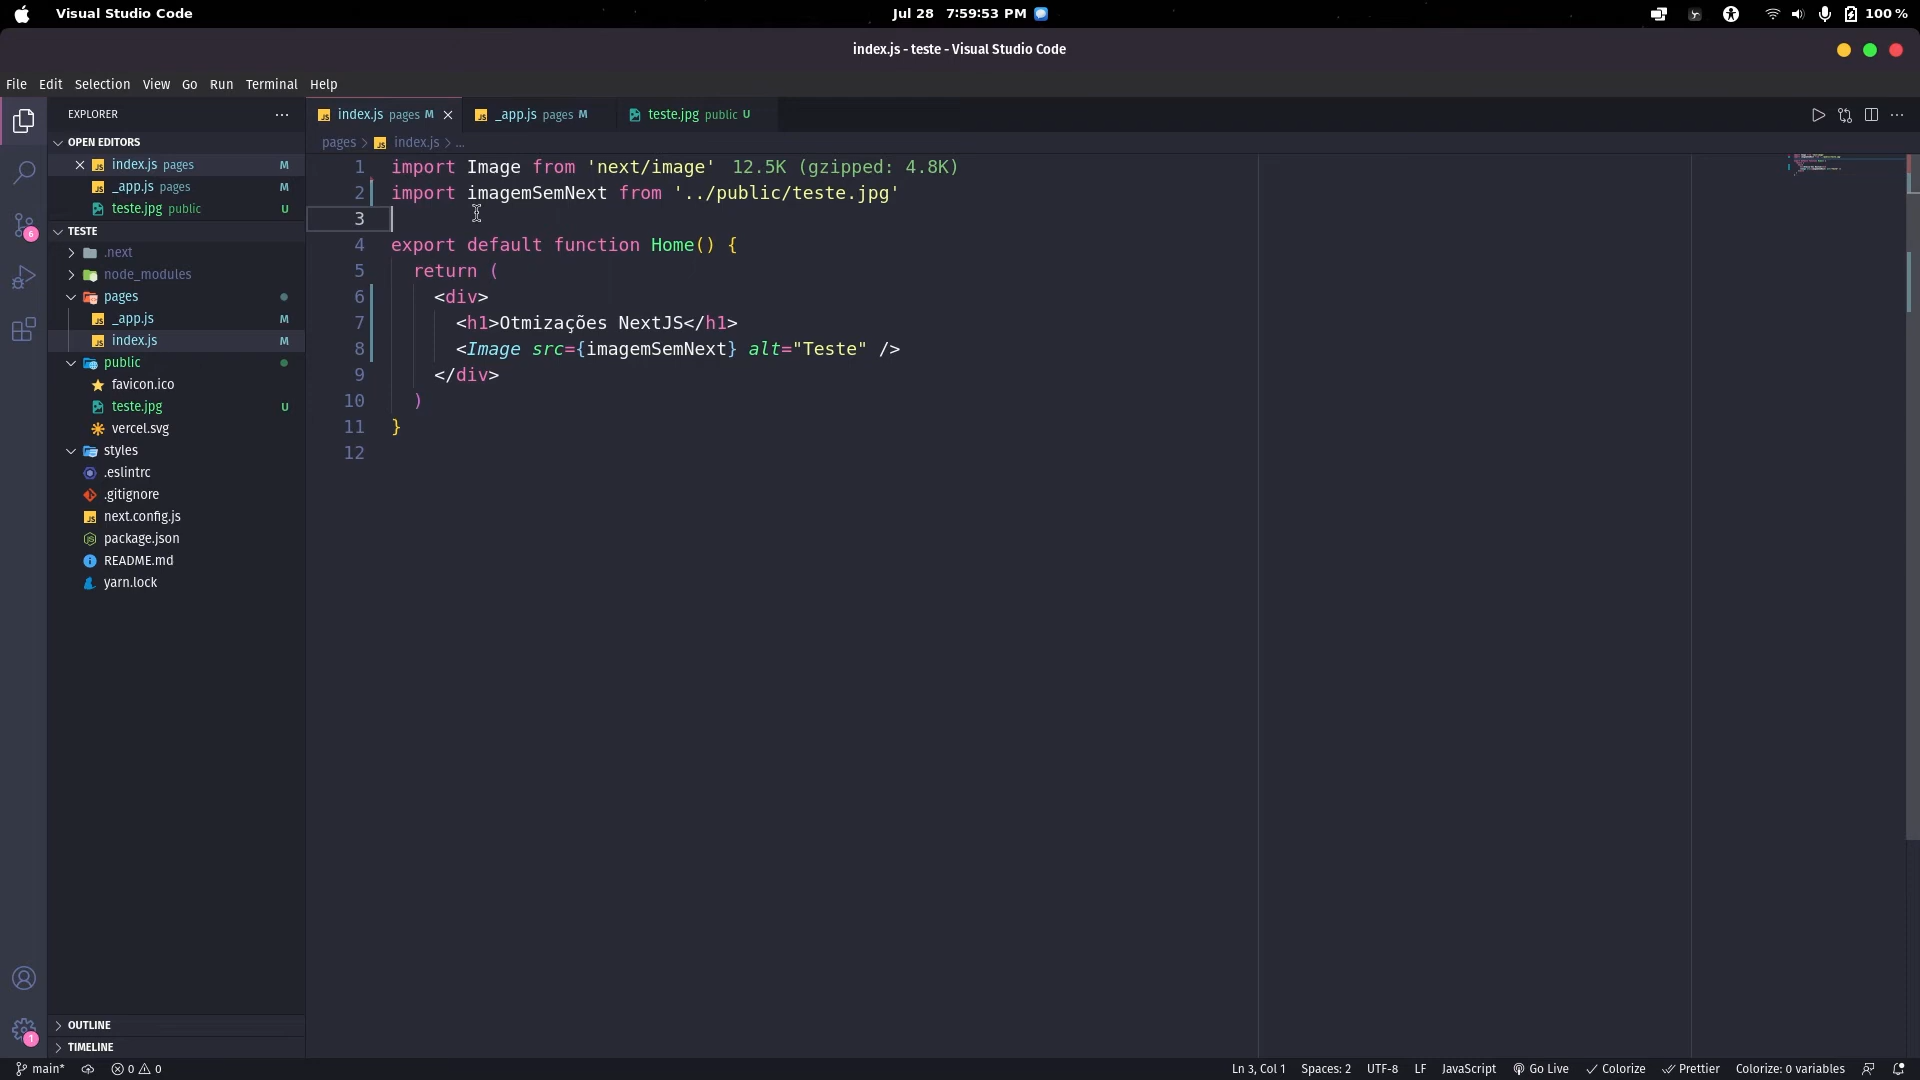 Visual Studio Code
Jul 28 7:59:53 PM
100 %
index.js - teste - Visual Studio Code
File Edit Selection View Go Run Terminal Help
EXPLORER
OPEN EDITORS
index.js pages M
_app.js pages M
teste.jpg public U
TESTE
.next
node_modules
pages
_app.js M
index.js M
public
favicon.ico
teste.jpg U
vercel.svg
styles
.eslintrc
.gitignore
next.config.js
package.json
README.md
yarn.lock
OUTLINE
TIMELINE
6
1
index.js pages M
_app.js pages M
teste.jpg public U
pages > index.js > ...
1 import Image from 'next/image' 12.5K (gzipped: 4.8K)
2 import imagemSemNext from '../public/teste.jpg'
3
4 export default function Home() {
5 return (
6 <div>
7 <h1>Otmizações NextJS</h1>
8 <Image src={imagemSemNext} alt="Teste" />
9 </div>
10 )
11 }
12
main* 0 0
Ln 3, Col 1 Spaces: 2 UTF-8 LF JavaScript Go Live Colorize Prettier Colorize: 0 variables